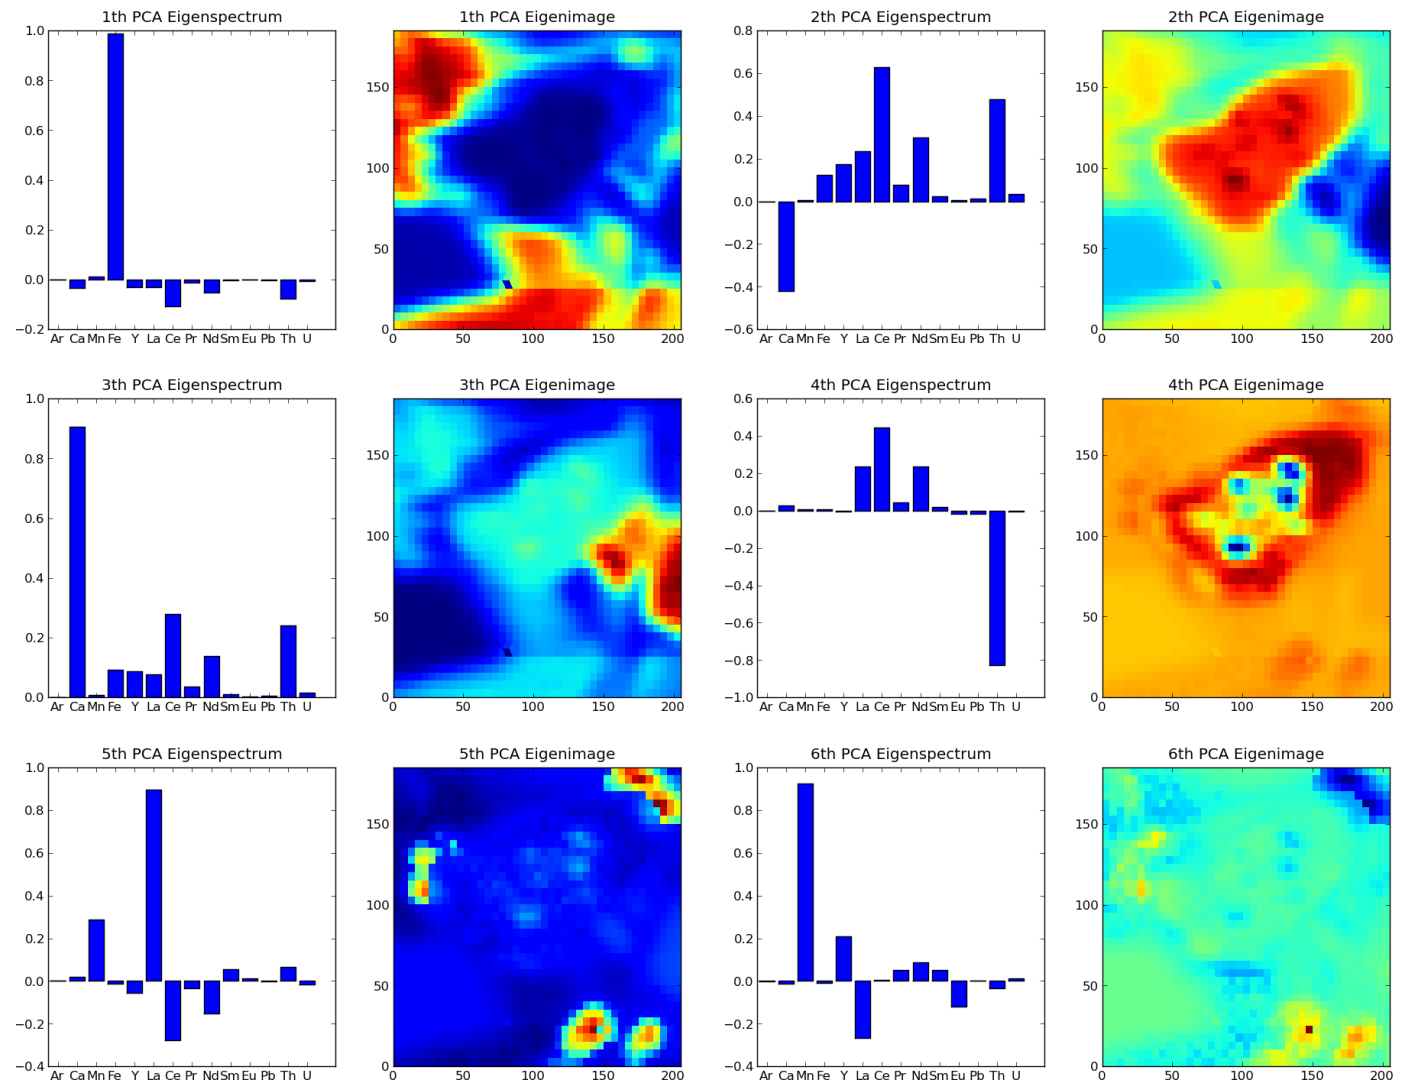 1th PCA Eigenspectrum
1.0
0.8
0.6
0.4
0.2
0.0
−0.2
Ar Ca Mn Fe Y La Ce Pr Nd Sm Eu Pb Th U
1th PCA Eigenimage
150
100
50
0
0 50 100 150 200
2th PCA Eigenspectrum
0.8
0.6
0.4
0.2
0.0
−0.2
−0.4
−0.6
Ar Ca Mn Fe Y La Ce Pr Nd Sm Eu Pb Th U
2th PCA Eigenimage
150
100
50
0
0 50 100 150 200
3th PCA Eigenspectrum
1.0
0.8
0.6
0.4
0.2
0.0
Ar Ca Mn Fe Y La Ce Pr Nd Sm Eu Pb Th U
3th PCA Eigenimage
150
100
50
0
0 50 100 150 200
4th PCA Eigenspectrum
0.6
0.4
0.2
0.0
−0.2
−0.4
−0.6
−0.8
−1.0
Ar Ca Mn Fe Y La Ce Pr Nd Sm Eu Pb Th U
4th PCA Eigenimage
150
100
50
0
0 50 100 150 200
5th PCA Eigenspectrum
1.0
0.8
0.6
0.4
0.2
0.0
−0.2
−0.4
Ar Ca Mn Fe Y La Ce Pr Nd Sm Eu Pb Th U
5th PCA Eigenimage
150
100
50
0
0 50 100 150 200
6th PCA Eigenspectrum
1.0
0.8
0.6
0.4
0.2
0.0
−0.2
−0.4
Ar Ca Mn Fe Y La Ce Pr Nd Sm Eu Pb Th U
6th PCA Eigenimage
150
100
50
0
0 50 100 150 200